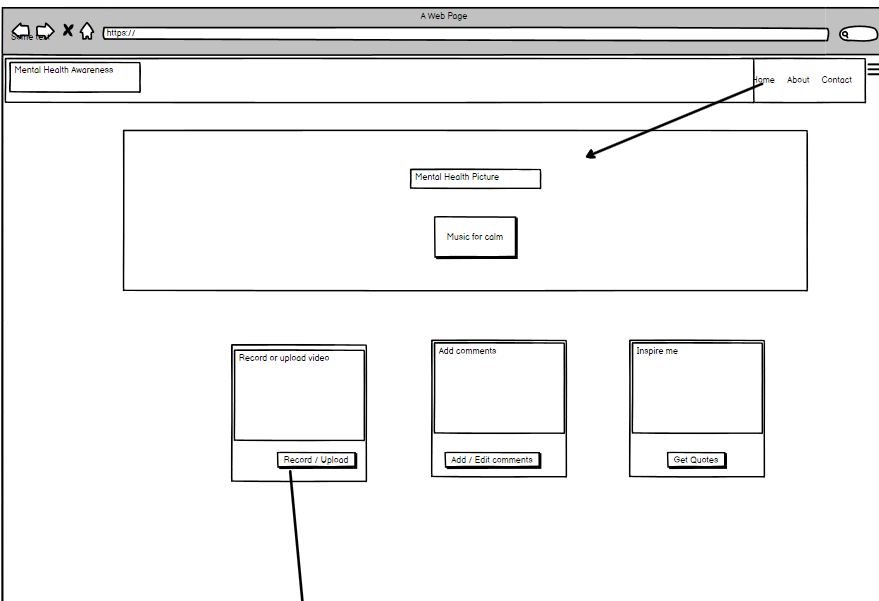 A Web Page
Some text
https://
Mental Health Awareness
Home About Contact
Mental Health Picture
Music for calm
Record or upload video
Add comments
Inspire me
Record / Upload
Add / Edit comments
Get Quotes